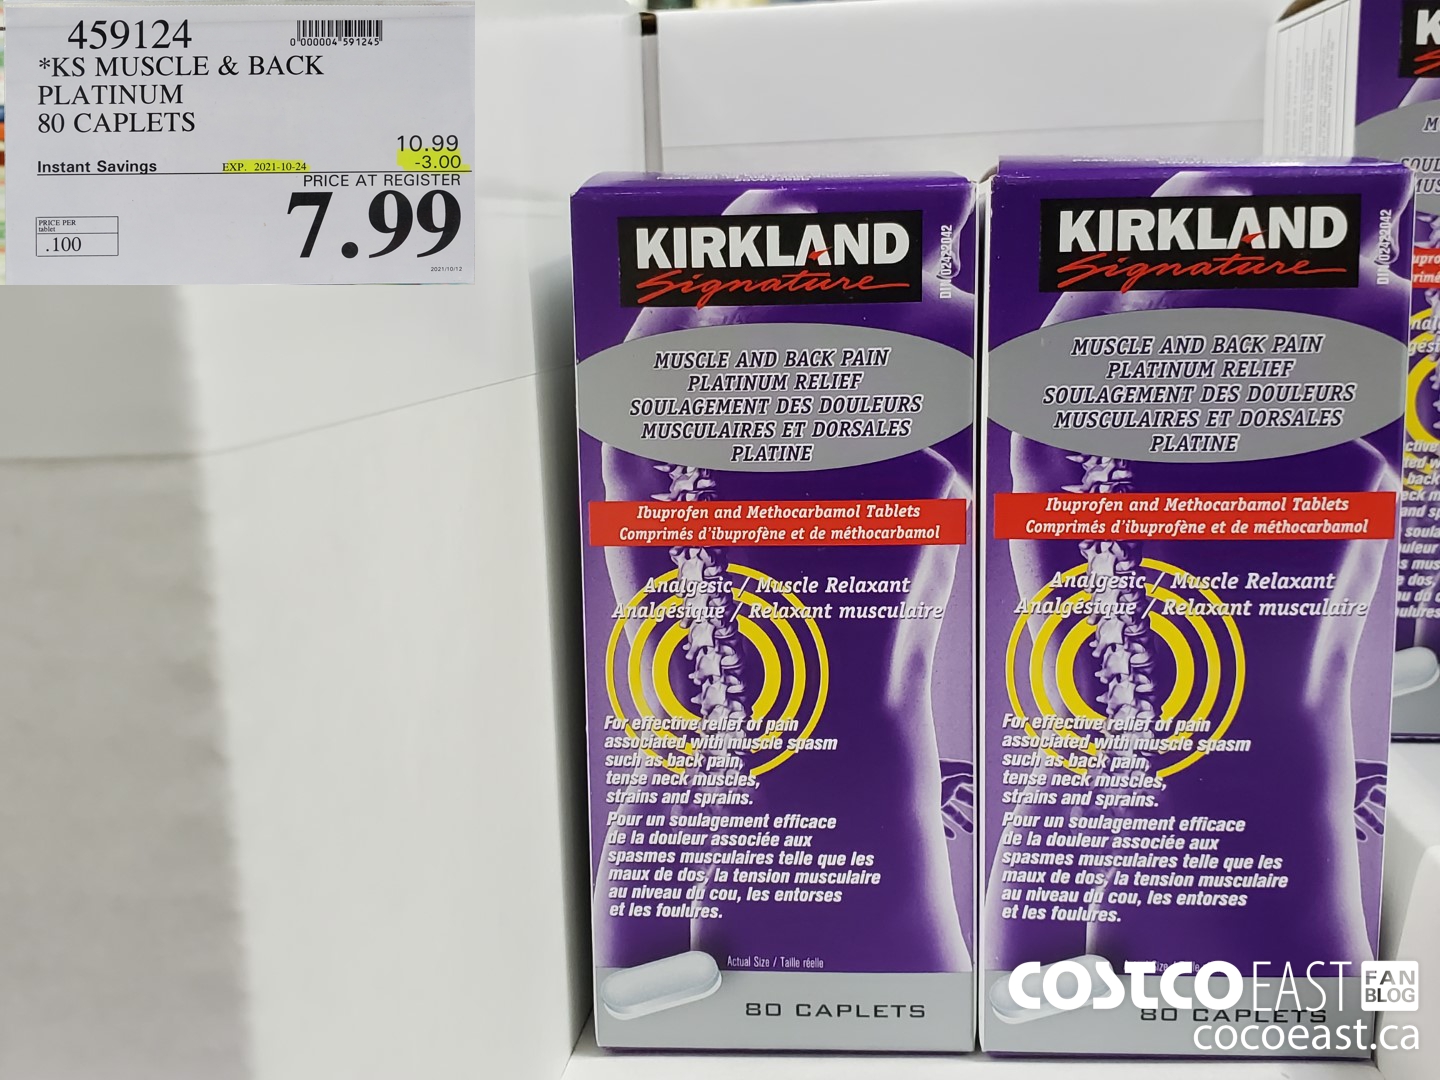 459124
0"000004"591245"
*KS MUSCLE & BACK
PLATINUM
80 CAPLETS
10.99
-3.00
Instant Savings
EXP. 2021-10-24
PRICE AT REGISTER
7.99
PRICE PER
tablet
.100
2021/10/12
KIRKLAND
Signature
MUSCLE AND BACK PAIN
PLATINUM RELIEF
SOULAGEMENT DES DOULEURS
MUSCULAIRES ET DORSALES
PLATINE
Ibuprofen and Methocarbamol Tablets
Comprimés d'ibuprofène et de méthocarbamol
Analgesic / Muscle Relaxant
Analgésique / Relaxant musculaire
For effective relief of pain
associated with muscle spasm
such as back pain,
tense neck muscles,
strains and sprains.
Pour un soulagement efficace
de la douleur associée aux
spasmes musculaires telle que les
maux de dos, la tension musculaire
au niveau du cou, les entorses
et les foulures.
Actual Size / Taille réelle
80 CAPLETS
KIRKLAND
Signature
MUSCLE AND BACK PAIN
PLATINUM RELIEF
SOULAGEMENT DES DOULEURS
MUSCULAIRES ET DORSALES
PLATINE
Ibuprofen and Methocarbamol Tablets
Comprimés d'ibuprofène et de méthocarbamol
Analgesic / Muscle Relaxant
Analgésique / Relaxant musculaire
For effective relief of pain
associated with muscle spasm
such as back pain,
tense neck muscles,
strains and sprains.
Pour un soulagement efficace
de la douleur associée aux
spasmes musculaires telle que les
maux de dos, la tension musculaire
au niveau du cou, les entorses
et les foulures.
80 CAPLETS
COSTCO EAST FAN
BLOG
cocoeast.ca